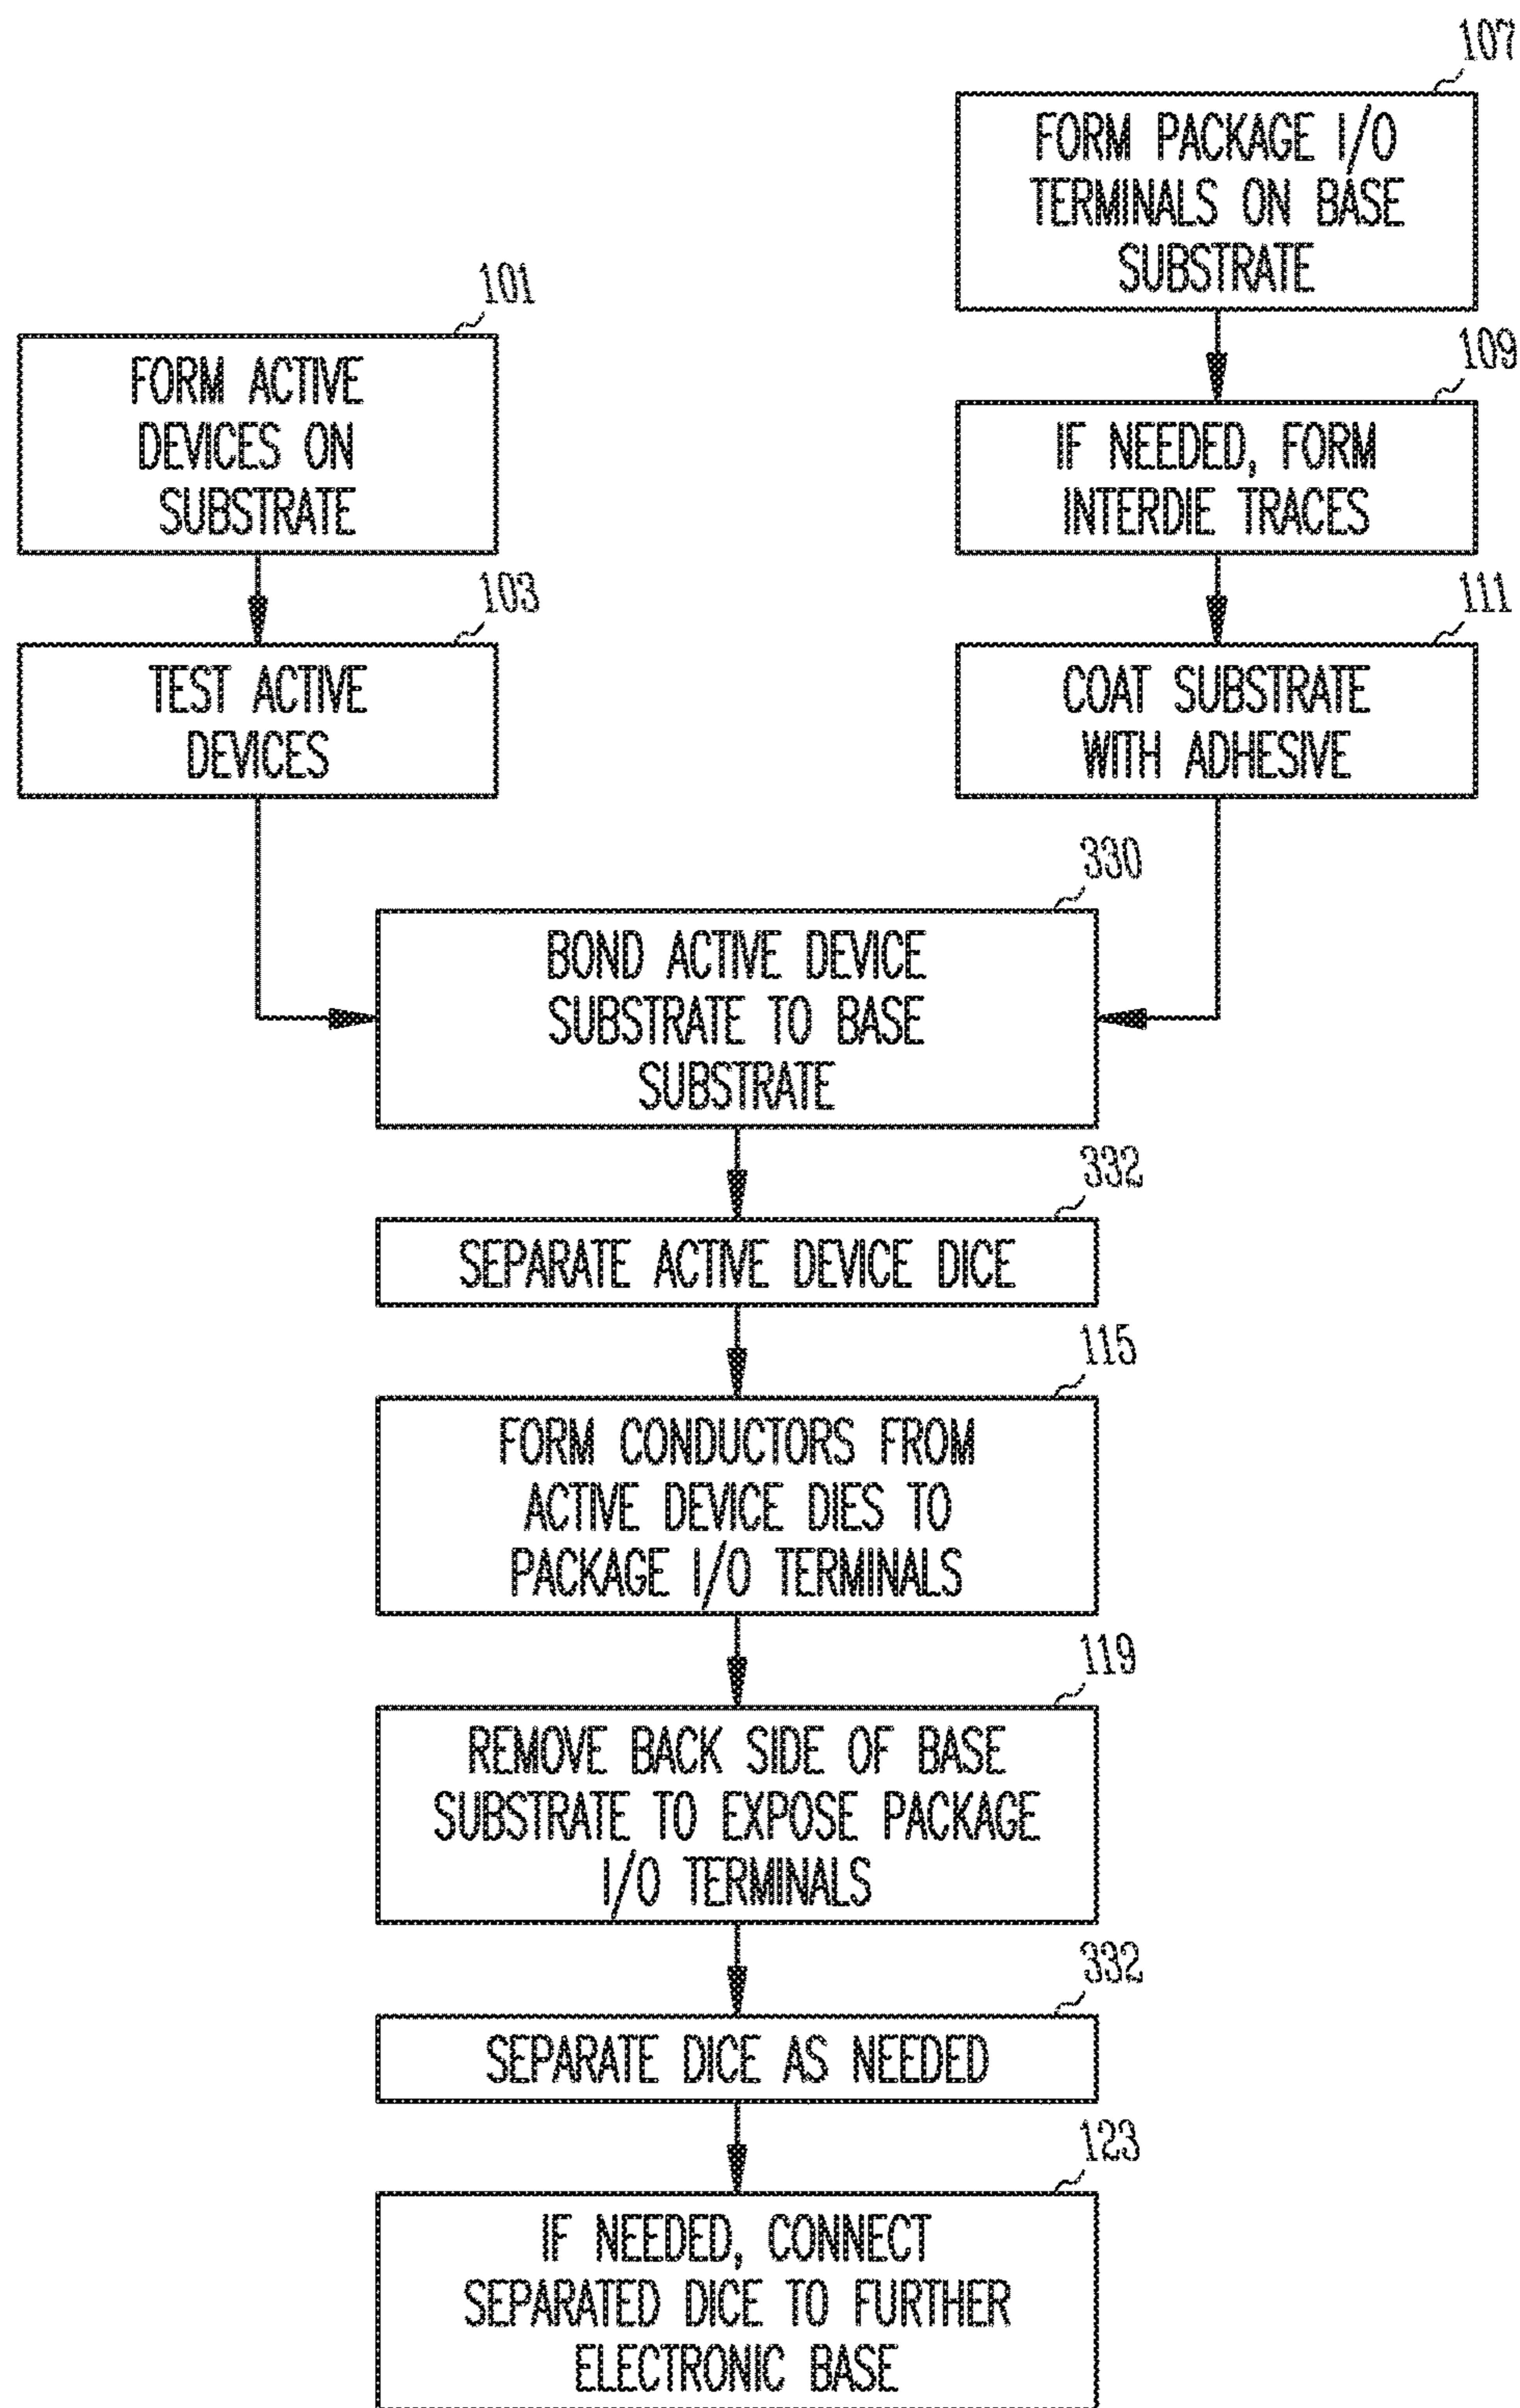 107
FORM PACKAGE I/O
TERMINALS ON BASE
SUBSTRATE
101
FORM ACTIVE
DEVICES ON
SUBSTRATE
109
IF NEEDED, FORM
INTERDIE TRACES
103
TEST ACTIVE
DEVICES
111
COAT SUBSTRATE
WITH ADHESIVE
330
BOND ACTIVE DEVICE
SUBSTRATE TO BASE
SUBSTRATE
332
SEPARATE ACTIVE DEVICE DICE
115
FORM CONDUCTORS FROM
ACTIVE DEVICE DIES TO
PACKAGE I/O TERMINALS
119
REMOVE BACK SIDE OF BASE
SUBSTRATE TO EXPOSE PACKAGE
I/O TERMINALS
332
SEPARATE DICE AS NEEDED
123
IF NEEDED, CONNECT
SEPARATED DICE TO FURTHER
ELECTRONIC BASE